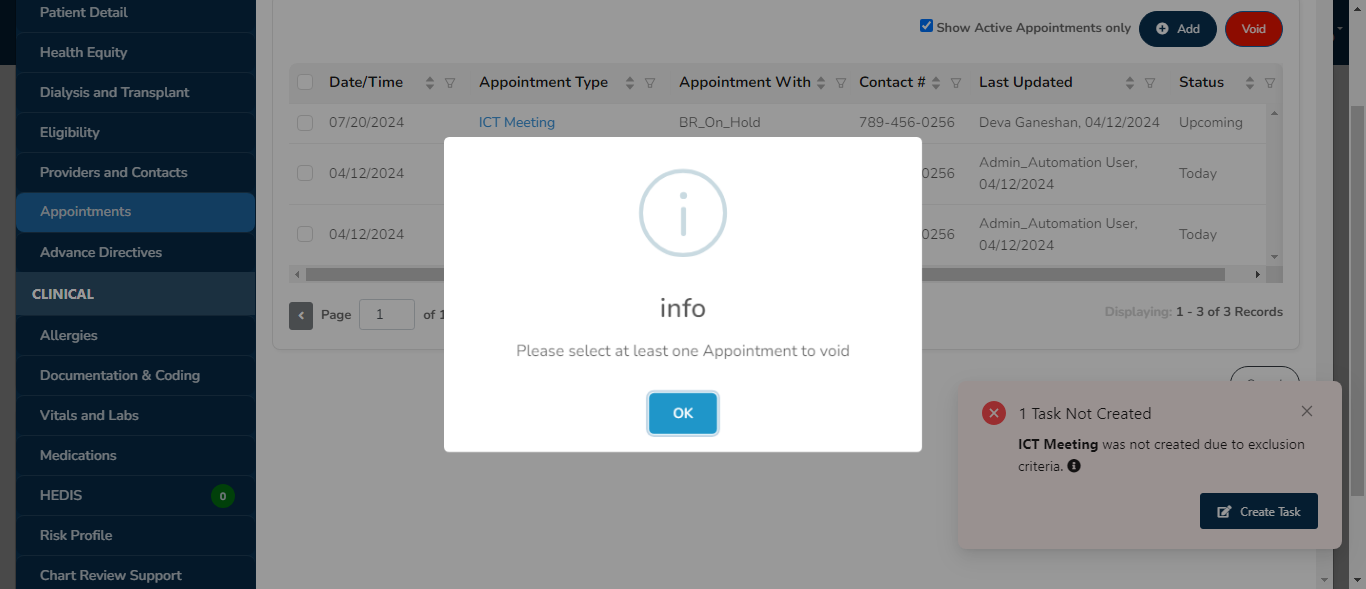 Patient Detail
Health Equity
Dialysis and Transplant
Eligibility
Providers and Contacts
Appointments
Advance Directives
CLINICAL
Allergies
Documentation & Coding
Vitals and Labs
Medications
HEDIS 0
Risk Profile
Chart Review Support
Show Active Appointments only Add Void
Date/Time Appointment Type Appointment With Contact # Last Updated Status
07/20/2024 ICT Meeting BR_On_Hold 789-456-0256 Deva Ganeshan, 04/12/2024 Upcoming
04/12/2024 0256 Admin_Automation User,
04/12/2024 Today
04/12/2024 0256 Admin_Automation User,
04/12/2024 Today
Page 1 of 1
Displaying: 1 - 3 of 3 Records
info
Please select at least one Appointment to void
OK
1 Task Not Created
ICT Meeting was not created due to exclusion
criteria.
Create Task